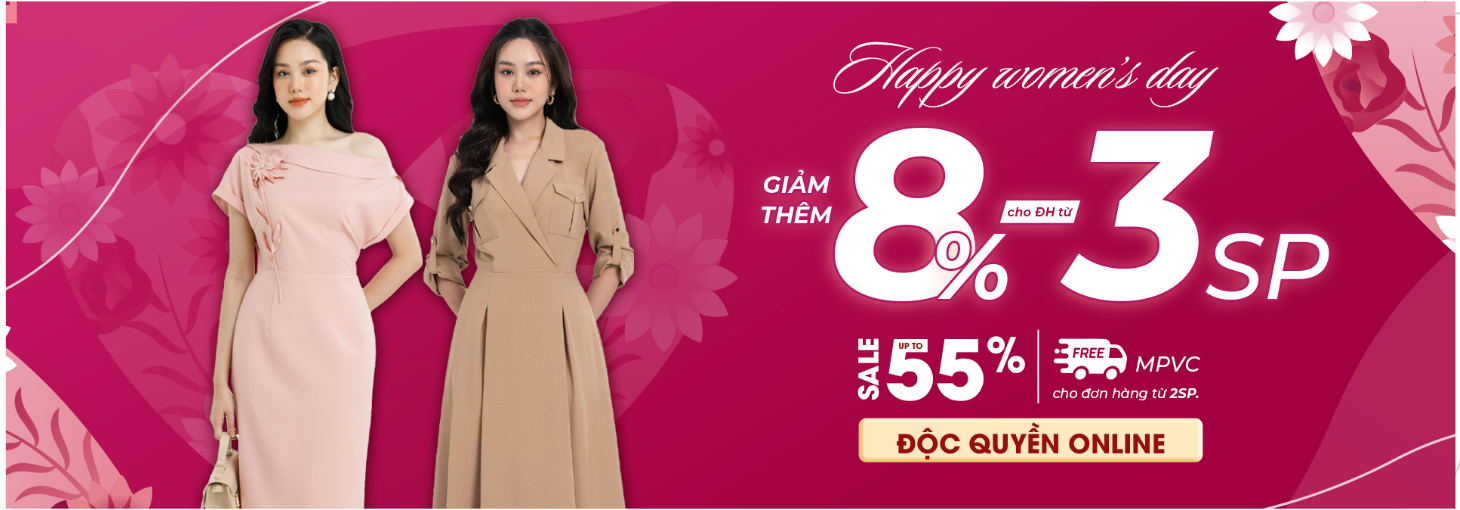 Happy women's day
GIẢM
THÊM
8% cho ĐH từ 3 SP
SALE UP TO 55%
FREE MPVC
cho đơn hàng từ 2SP.
ĐỘC QUYỀN ONLINE